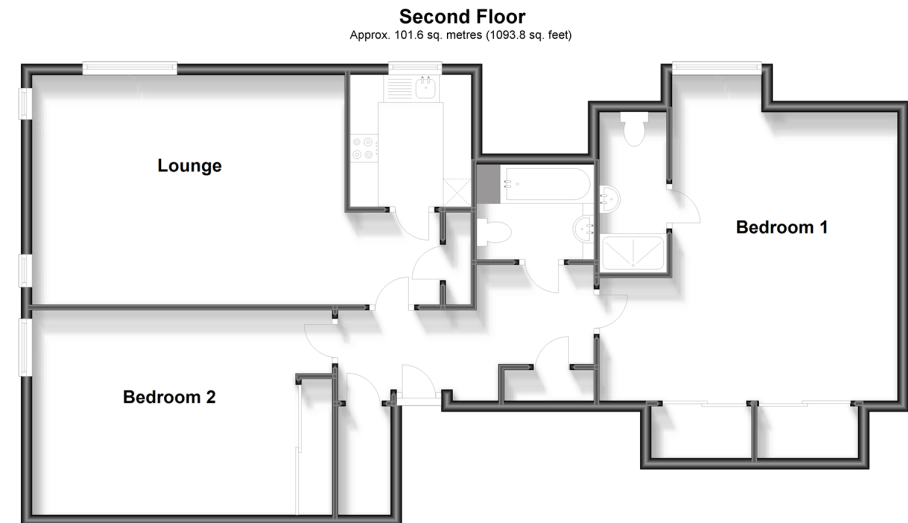 Second Floor
Approx. 101.6 sq. metres (1093.8 sq. feet)
Lounge
Bedroom 1
Bedroom 2